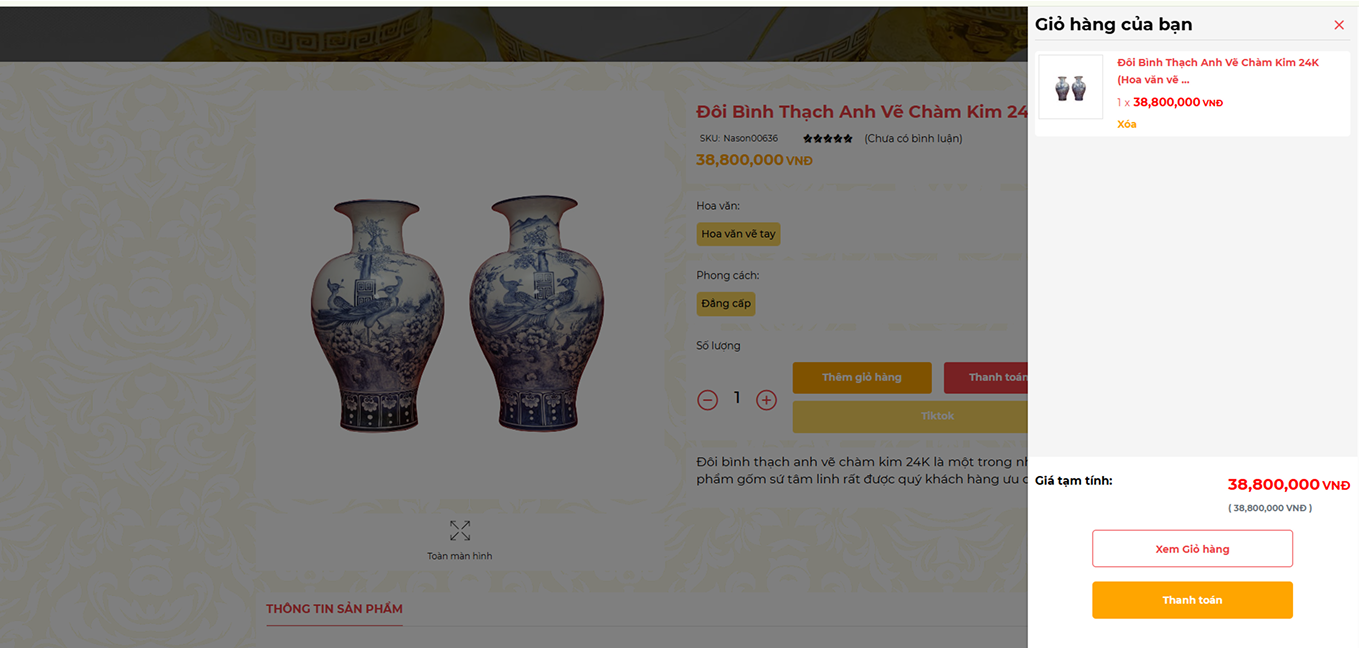 Đôi Bình Thạch Anh Vẽ Chàm Kim 24
SKU: Nason00636 (Chưa có bình luận)
38,800,000 VNĐ
Hoa văn:
Hoa văn vẽ tay
Phong cách:
Đẳng cấp
Số lượng
1
Thêm giỏ hàng
Thanh toán
Tiktok
Đôi bình thạch anh vẽ chàm kim 24K là một trong nh
phẩm gốm sứ tâm linh rất được quý khách hàng ưu c
Toàn màn hình
THÔNG TIN SẢN PHẨM
Giỏ hàng của bạn
Đôi Bình Thạch Anh Vẽ Chàm Kim 24K
(Hoa văn vẽ ...
1 x 38,800,000 VNĐ
Xóa
Giá tạm tính:
38,800,000 VNĐ
( 38,800,000 VNĐ )
Xem Giỏ hàng
Thanh toán